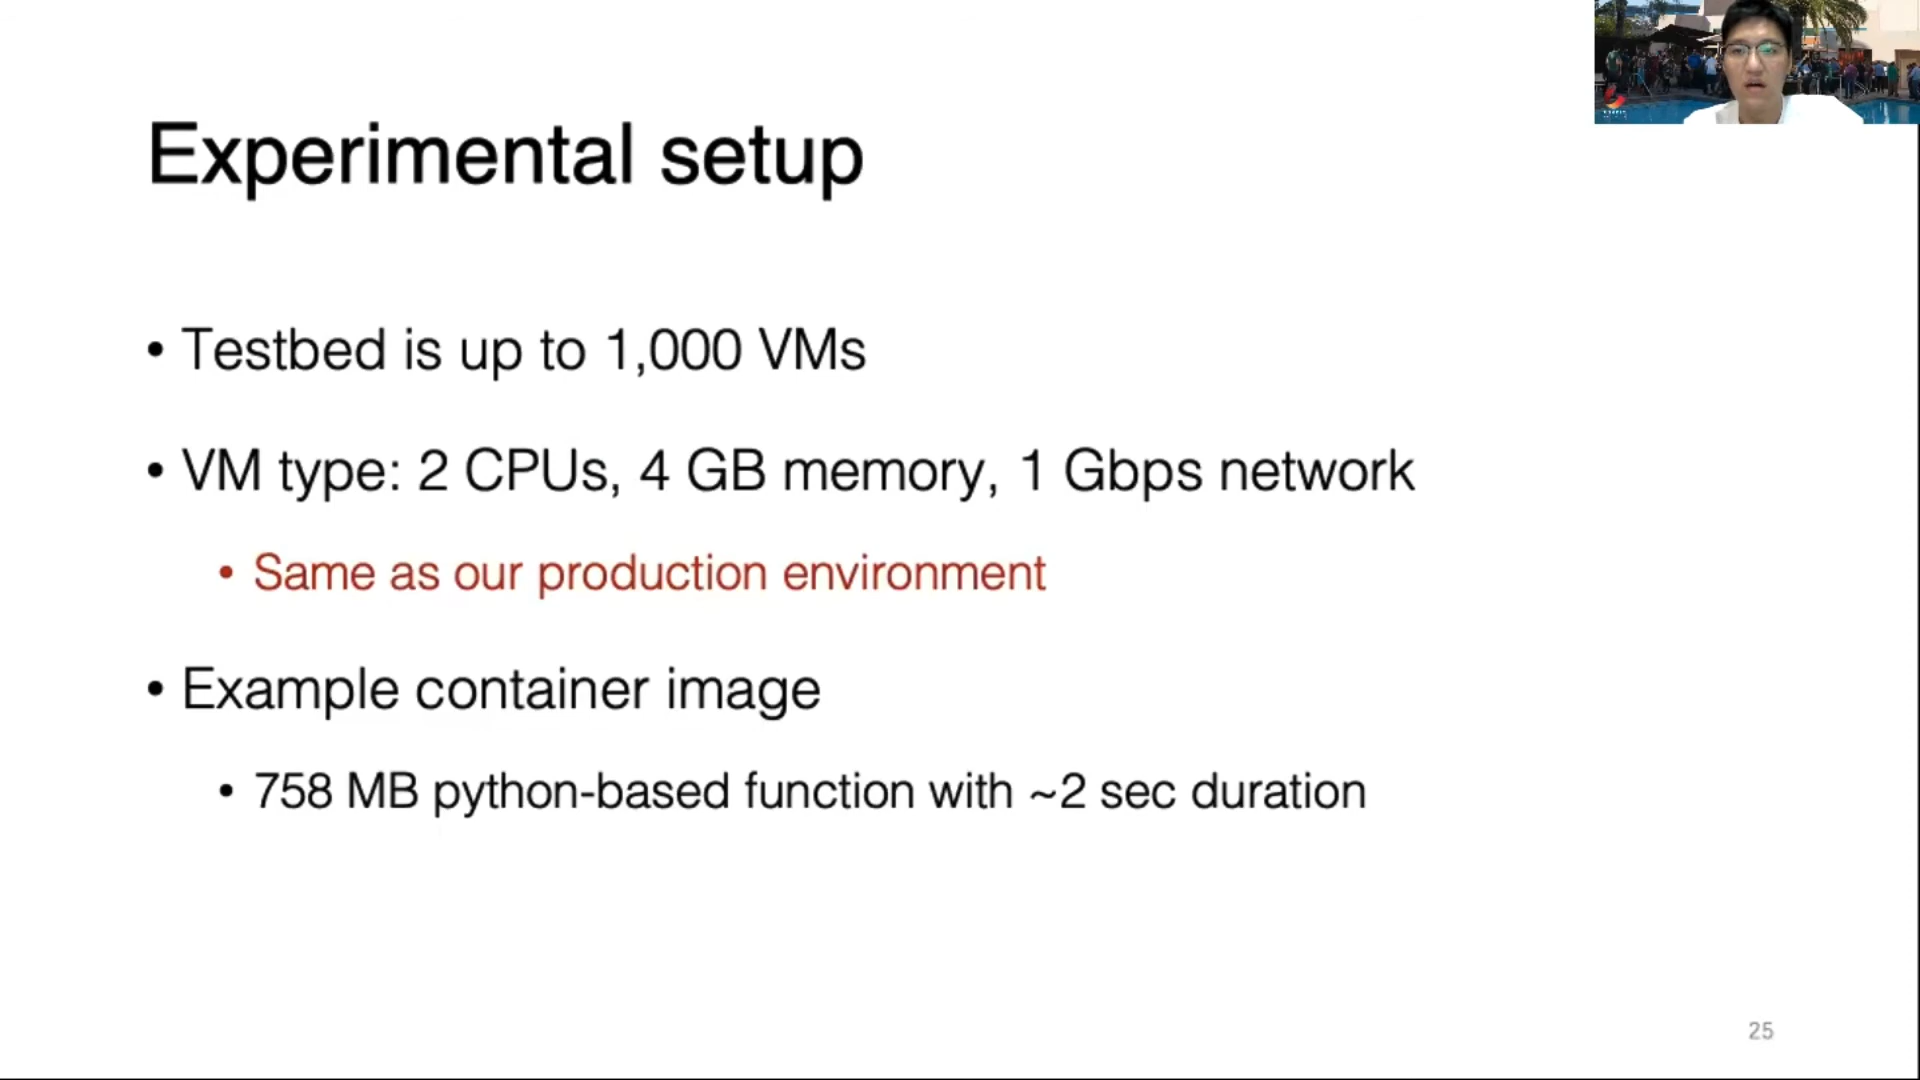 Experimental setup
• Testbed is up to 1,000 VMs
• VM type: 2 CPUs, 4 GB memory, 1 Gbps network
• Same as our production environment
• Example container image
• 758 MB python-based function with ~2 sec duration
25